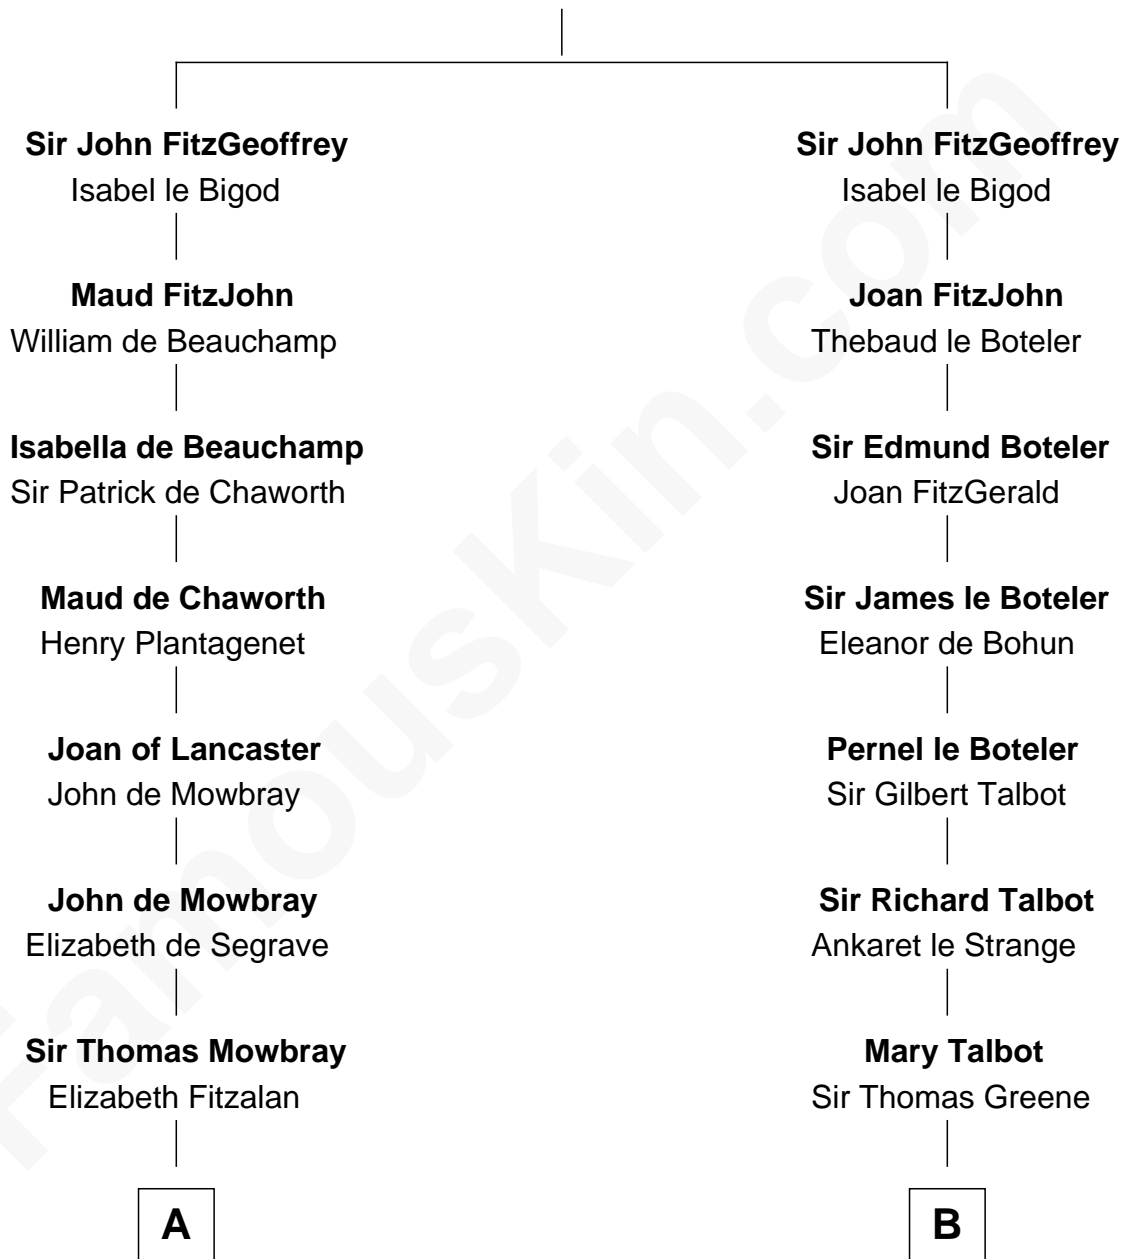 Sir John FitzGeoffrey
Isabel le Bigod
Maud FitzJohn
William de Beauchamp
Isabella de Beauchamp
Sir Patrick de Chaworth
Maud de Chaworth
Henry Plantagenet
Joan of Lancaster
John de Mowbray
John de Mowbray
Elizabeth de Segrave
Sir Thomas Mowbray
Elizabeth Fitzalan
A
Sir John FitzGeoffrey
Isabel le Bigod
Joan FitzJohn
Thebaud le Boteler
Sir Edmund Boteler
Joan FitzGerald
Sir James le Boteler
Eleanor de Bohun
Pernel le Boteler
Sir Gilbert Talbot
Sir Richard Talbot
Ankaret le Strange
Mary Talbot
Sir Thomas Greene
B
FamousKin.com